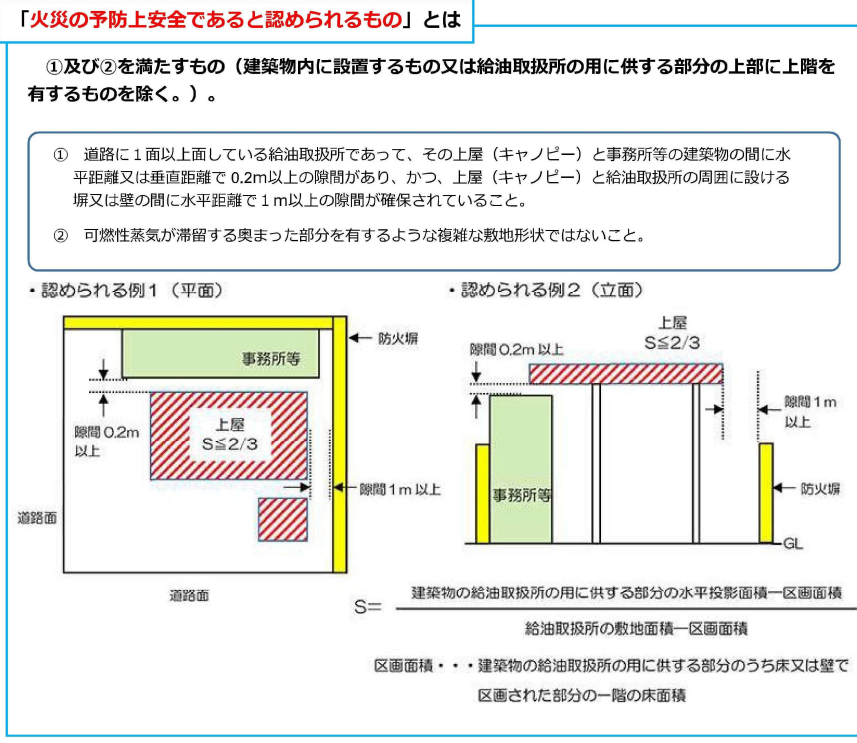 「火災の予防上安全であると認められるもの」とは
①及び②を満たすもの（建築物内に設置するもの又は給油取扱所の用に供する部分の上部に上階を
有するものを除く。）。
①　道路に１面以上面している給油取扱所であって、その上屋（キャノピー）と事務所等の建築物の間に水
平距離又は垂直距離で 0.2m以上の隙間があり、かつ、上屋（キャノピー）と給油取扱所の周囲に設ける
塀又は壁の間に水平距離で１m以上の隙間が確保されていること。
②　可燃性蒸気が滞留する奥まった部分を有するような複雑な敷地形状ではないこと。
・認められる例１（平面）
防火塀
事務所等
隙間 0.2m
以上
上屋
S≦2/3
隙間１m 以上
道路面
道路面
・認められる例２（立面）
上屋
S≦2/3
隙間 0.2m 以上
隙間１m
以上
事務所等
防火塀
GL
S＝
建築物の給油取扱所の用に供する部分の水平投影面積ー区画面積
給油取扱所の敷地面積ー区画面積
区画面積・・・建築物の給油取扱所の用に供する部分のうち床又は壁で
区画された部分の一階の床面積